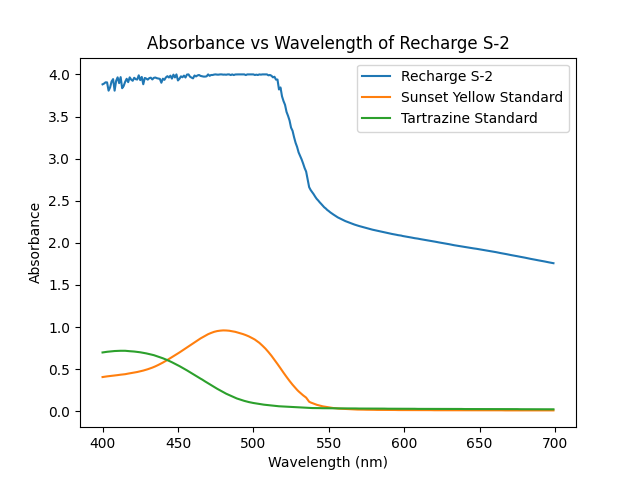 Absorbance vs Wavelength of Recharge S-2
Recharge S-2
Sunset Yellow Standard
Tartrazine Standard
4.0
3.5
3.0
2.5
2.0
1.5
1.0
0.5
0.0
Absorbance
400 450 500 550 600 650 700
Wavelength (nm)